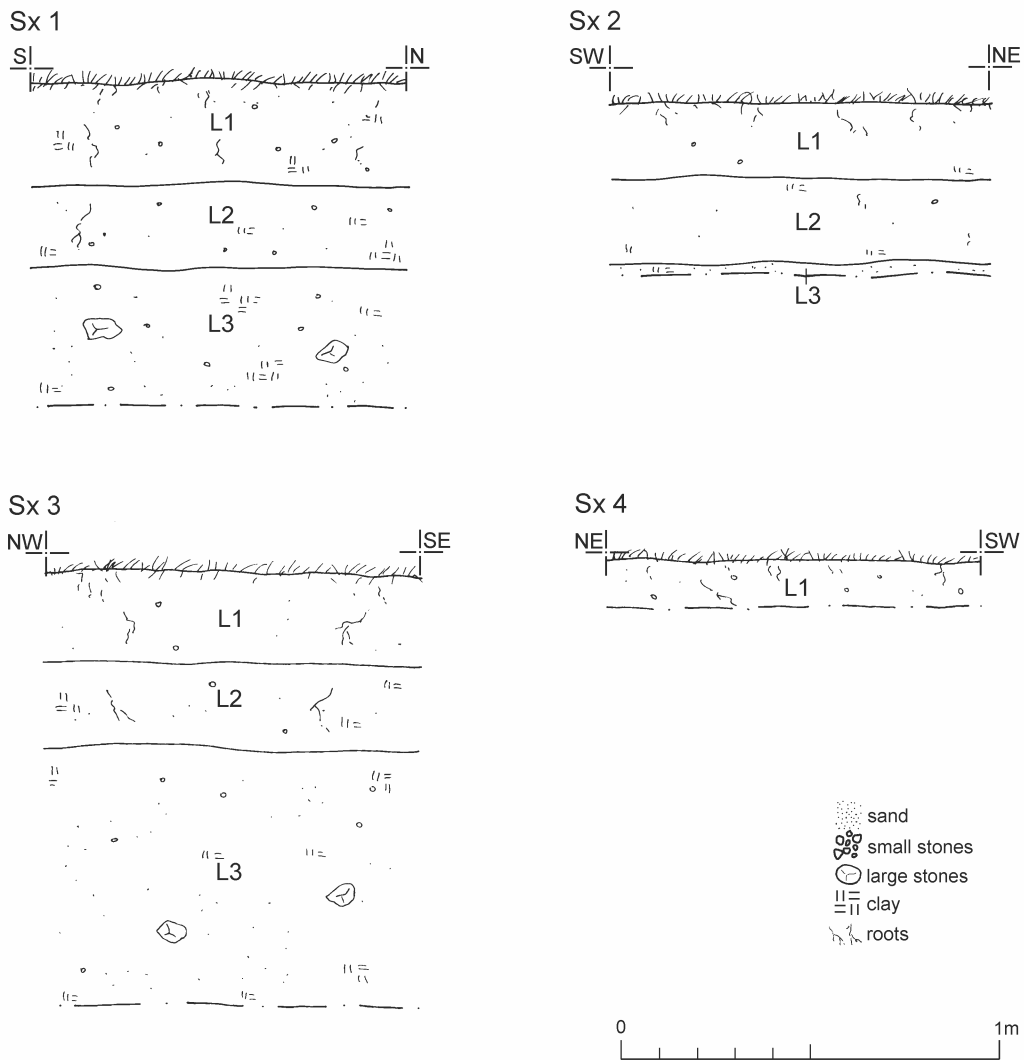 Sx 1
S N
L1
L2
L3
Sx 2
SW NE
L1
L2
L3
Sx 3
NW SE
L1
L2
L3
Sx 4
NE SW
L1
sand
small stones
large stones
clay
roots
0 1m